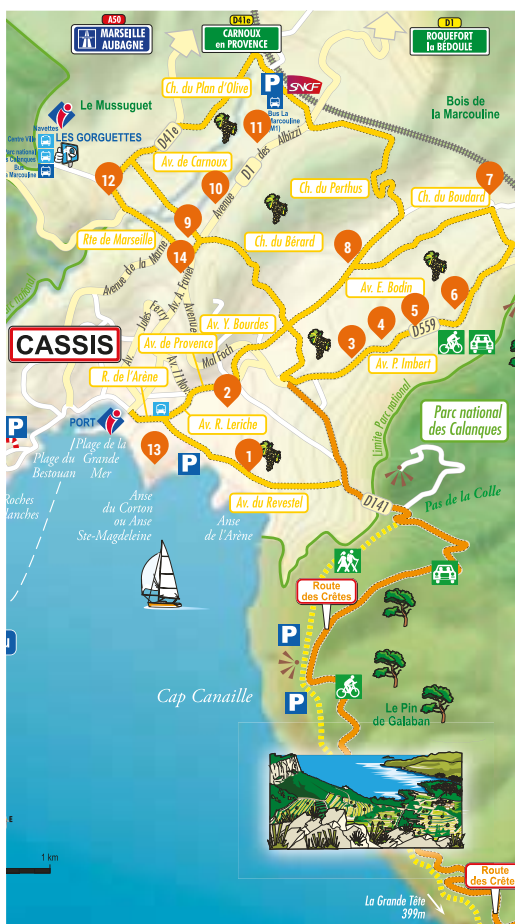 A50
MARSEILLE
AUBAGNE
D41e
CARNOUX
en PROVENCE
D1
ROQUEFORT
la BÉDOULE
Ch. du Plan d'Olive
SNCF
P
Bus La
Marcouline
(M1)
Bois de
la Marcouline
Le Mussuguet
Navettes
LES GORGUETTES
Centre Ville
Parc national
Bus
D41e
11
Av. de Carnoux
Avenue D1 des Albizzi
10
12
7
Ch. du Perthus
Ch. du Boudard
9
Rte de Marseille
14
Ch. du Bérard
8
Avenue de la Marne
Av. E. Bodin
6
5
4
3
D559
Av. P. Imbert
Jules Ferry
Av.
Av. A. Favier
Avenue
Av. Y. Bourdes
CASSIS
Av. de Provence
Mal Foch
Av. 11 Nov.
R. de l'Arène
2
Av. R. Leriche
PORT
P
Plage de la
Grande
Mer
Plage du
Bestouan
13
P
1
Av. du Revestel
Limite Parc national
Parc national
des Calanques
Pas de la Colle
D141
Anse
du Corton
ou Anse
Ste-Magdeleine
Anse
de l'Arène
Route
des Crêtes
P
P
Cap Canaille
Le Pin
de Galaban
1 km
Route
des Crêtes
La Grande Tête
399m